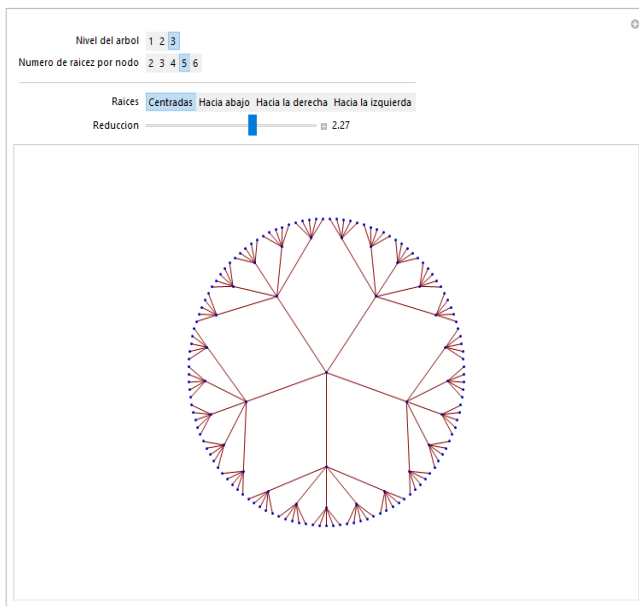 Nivel del arbol 1 2 3
Numero de raicez por nodo 2 3 4 5 6
Raices Centradas Hacia abajo Hacia la derecha Hacia la izquierda
Reduccion 2.27